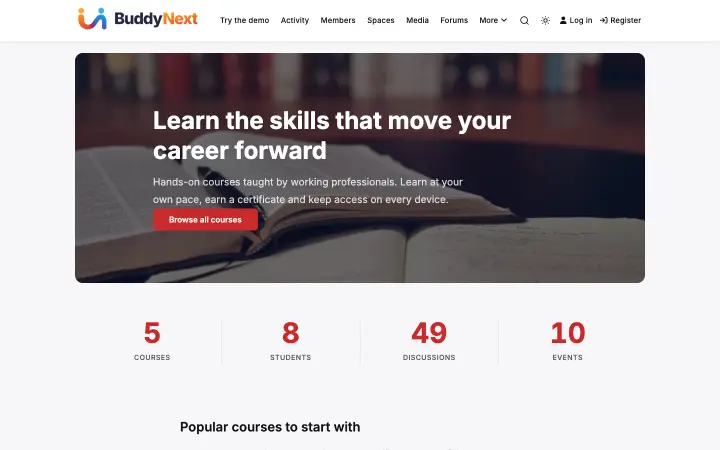 BuddyNext
Try the demo Activity Members Spaces Media Forums More Log in Register
Learn the skills that move your
career forward
Hands-on courses taught by working professionals. Learn at your
own pace, earn a certificate and keep access on every device.
Browse all courses
5 8 49 10
COURSES STUDENTS DISCUSSIONS EVENTS
Popular courses to start with